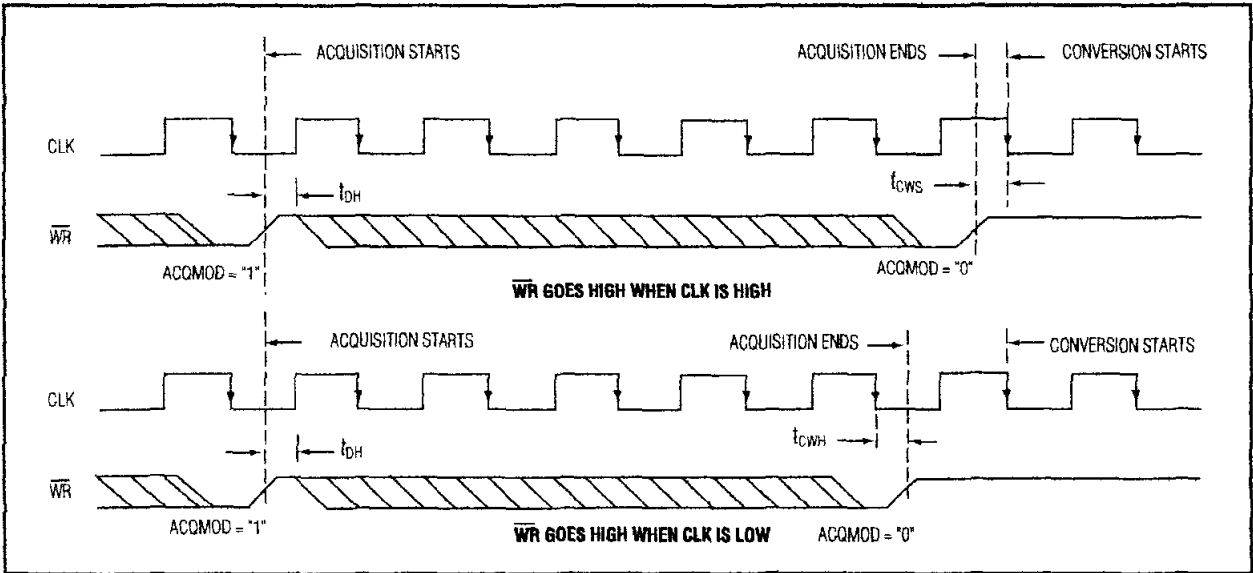 ACQUISITION STARTS
ACQUISITION ENDS
CONVERSION STARTS
CLK
tDH
tCWS
WR
ACQMOD = "1"
ACQMOD = "0"
WR GOES HIGH WHEN CLK IS HIGH
ACQUISITION STARTS
ACQUISITION ENDS
CONVERSION STARTS
CLK
tDH
tCWH
WR
ACQMOD = "1"
WR GOES HIGH WHEN CLK IS LOW
ACQMOD = "0"